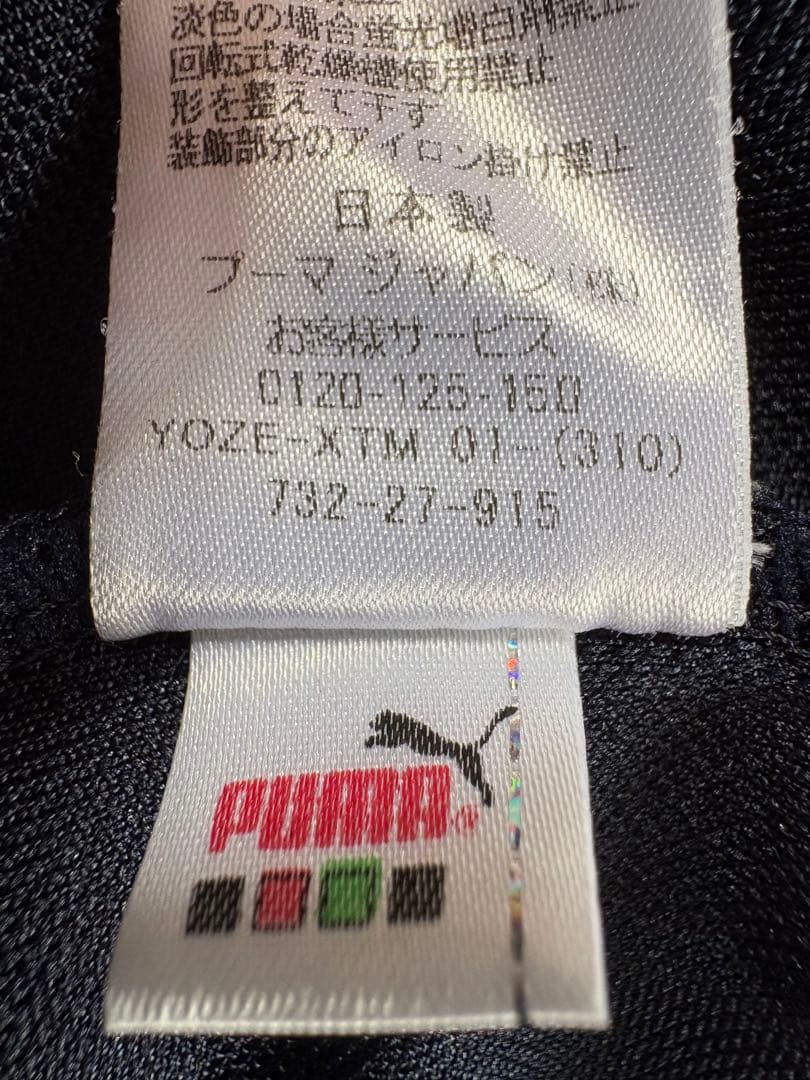 淡色の場合蛍光増白剤禁止
回転式乾燥機使用禁止
形を整えて干す
装飾部分のアイロン掛け禁止
日本製
プーマ ジャパン(株)
お客様サービス
0120-125-150
YOZE-XTM 01-(310)
732-27-915
PUMA®